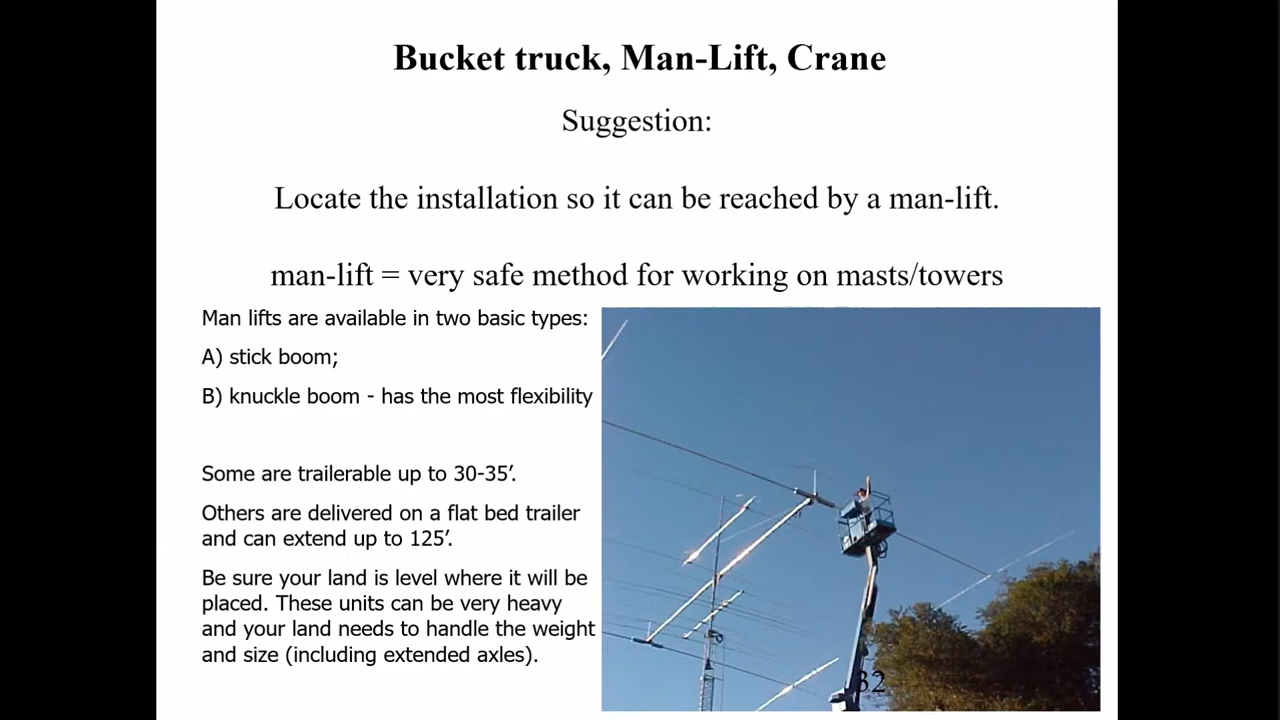 Bucket truck, Man-Lift, Crane
Suggestion:
Locate the installation so it can be reached by a man-lift.
man-lift = very safe method for working on masts/towers
Man lifts are available in two basic types:
A) stick boom;
B) knuckle boom - has the most flexibility
Some are trailerable up to 30-35’.
Others are delivered on a flat bed trailer
and can extend up to 125’.
Be sure your land is level where it will be
placed. These units can be very heavy
and your land needs to handle the weight
and size (including extended axles).
32